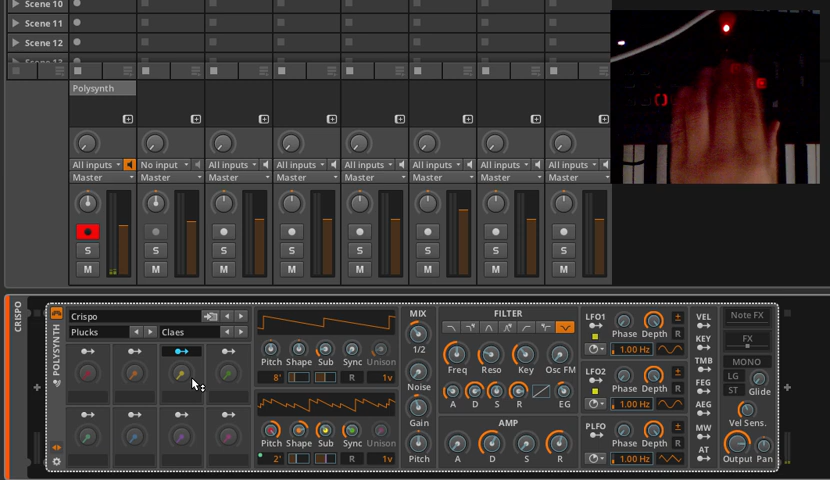 Scene 10
Scene 11
Scene 12
Polysynth
All inputs No input All inputs All inputs All inputs All inputs All inputs All inputs
Master Master Master Master Master Master Master Master
S S S S S S S S
M M M M M M M M
CRISPO
POLYSYNTH
Crispo
Plucks Claes
Pitch Shape Sub Sync Unison
8' R 1v
Pitch Shape Sub Sync Unison
2' R 1v
MIX
1/2
Noise
Gain
Pitch
FILTER
Freq Reso Key Osc FM
A D S R EG
AMP
A D S R
LFO1
Phase Depth R
1.00 Hz
LFO2
Phase Depth R
1.00 Hz
PLFO
Phase Depth R
1.00 Hz
VEL
KEY
TMB
FEG
AEG
MW
AT
Note FX
FX
MONO
LG
ST Glide
Vel Sens.
Output Pan